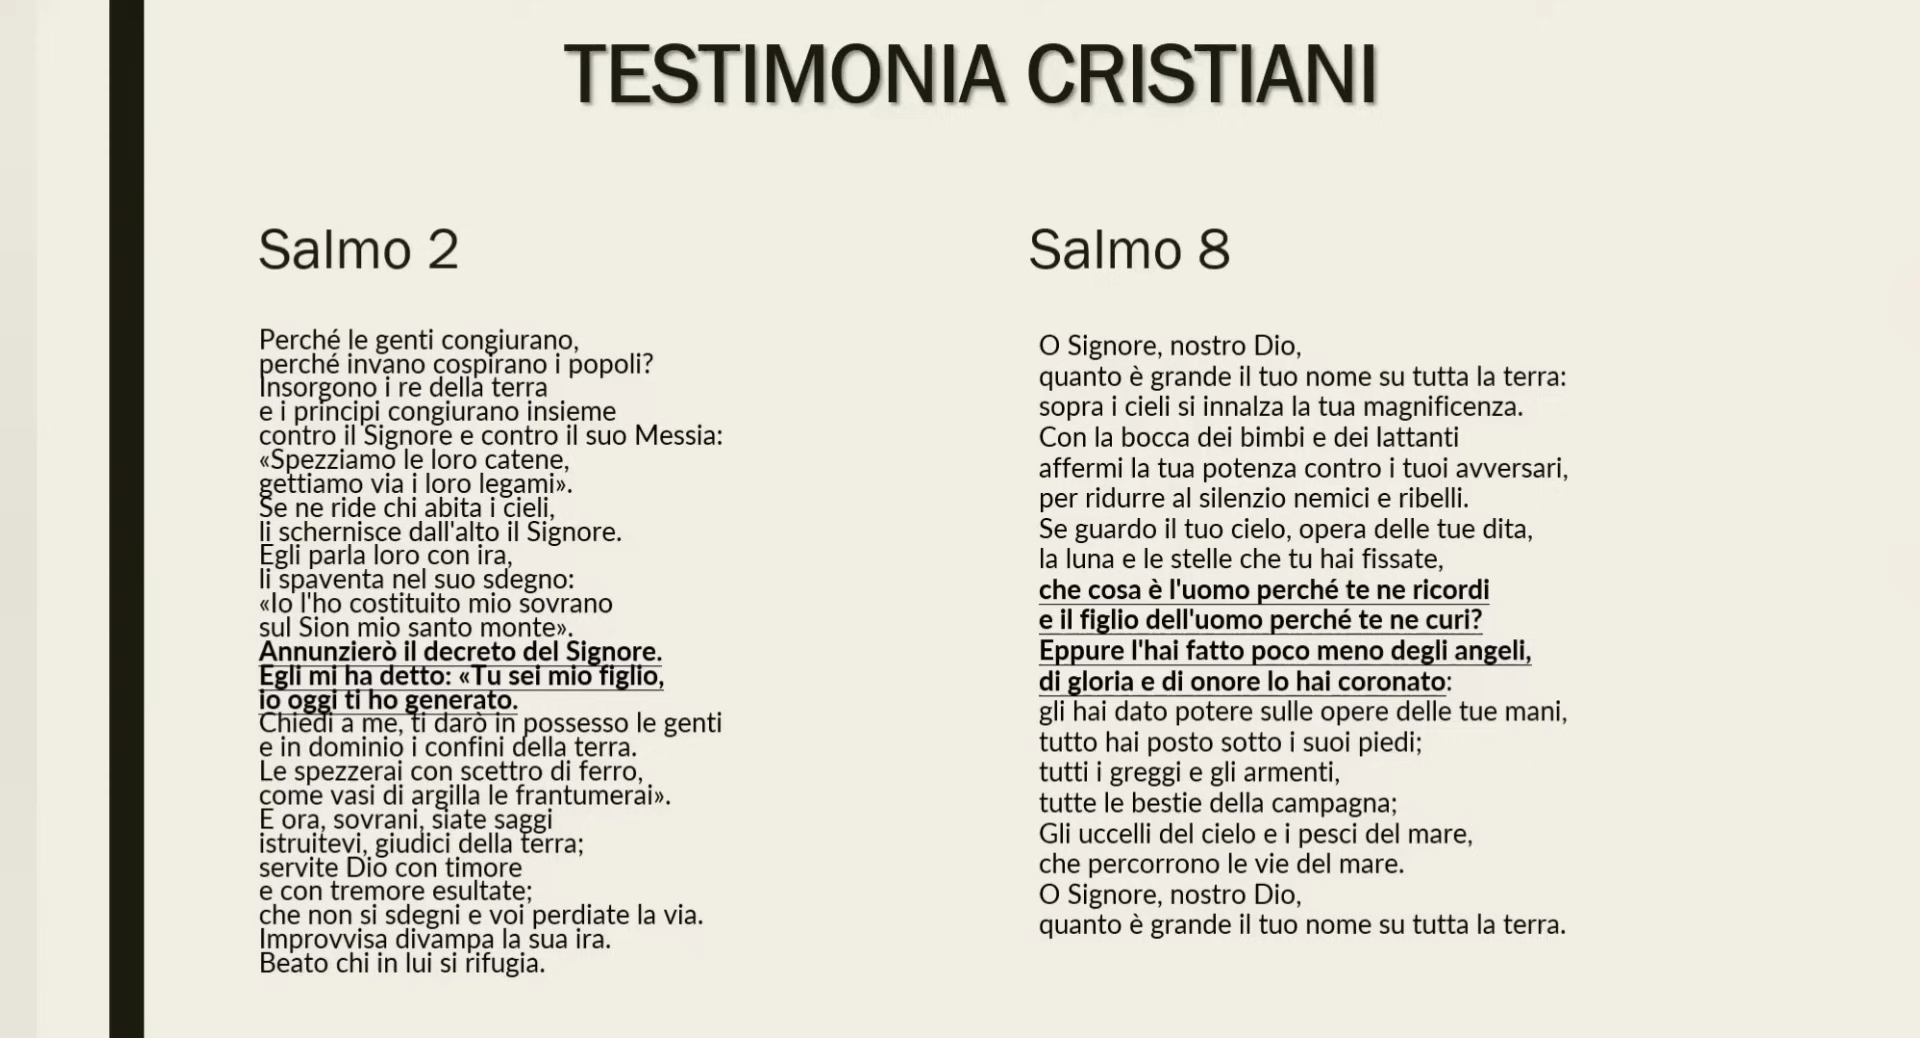 TESTIMONIA CRISTIANI
Salmo 2
Perché le genti congiurano,
perché invano cospirano i popoli?
Insorgono i re della terra
e i principi congiurano insieme
contro il Signore e contro il suo Messia:
«Spezziamo le loro catene,
gettiamo via i loro legami».
Se ne ride chi abita i cieli,
li schernisce dall'alto il Signore.
Egli parla loro con ira,
li spaventa nel suo sdegno:
«Io l'ho costituito mio sovrano
sul Sion mio santo monte».
Annunzierò il decreto del Signore.
Egli mi ha detto: «Tu sei mio figlio,
io oggi ti ho generato.
Chiedi a me, ti darò in possesso le genti
e in dominio i confini della terra.
Le spezzerai con scettro di ferro,
come vasi di argilla le frantumerai».
E ora, sovrani, siate saggi
istruitevi, giudici della terra;
servite Dio con timore
e con tremore esultate;
che non si sdegni e voi perdiate la via.
Improvvisa divampa la sua ira.
Beato chi in lui si rifugia.
Salmo 8
O Signore, nostro Dio,
quanto è grande il tuo nome su tutta la terra:
sopra i cieli si innalza la tua magnificenza.
Con la bocca dei bimbi e dei lattanti
affermi la tua potenza contro i tuoi avversari,
per ridurre al silenzio nemici e ribelli.
Se guardo il tuo cielo, opera delle tue dita,
la luna e le stelle che tu hai fissate,
che cosa è l'uomo perché te ne ricordi
e il figlio dell'uomo perché te ne curi?
Eppure l'hai fatto poco meno degli angeli,
di gloria e di onore lo hai coronato:
gli hai dato potere sulle opere delle tue mani,
tutto hai posto sotto i suoi piedi;
tutti i greggi e gli armenti,
tutte le bestie della campagna;
Gli uccelli del cielo e i pesci del mare,
che percorrono le vie del mare.
O Signore, nostro Dio,
quanto è grande il tuo nome su tutta la terra.